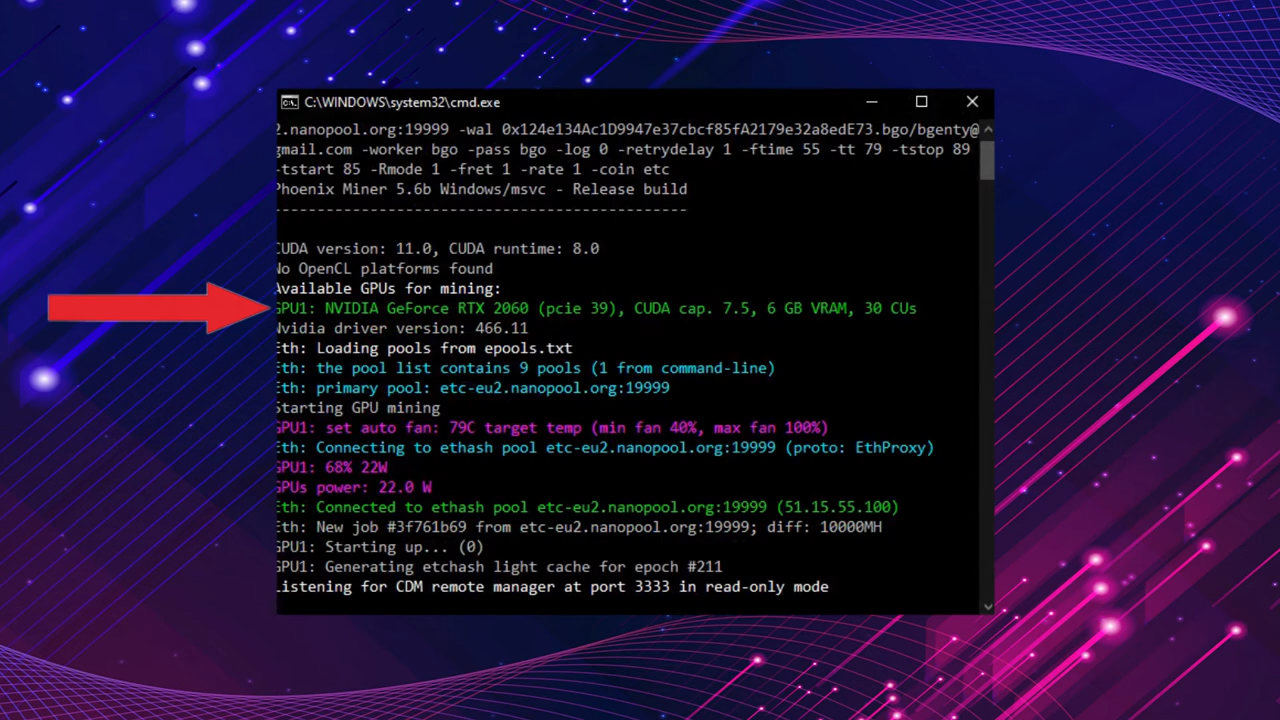 C:\WINDOWS\system32\cmd.exe
2.nanopool.org:19999 -wal 0x124e134Ac1D9947e37cbcf85fA2179e32a8edE73.bgo/bgenty@
gmail.com -worker bgo -pass bgo -log 0 -retrydelay 1 -ftime 55 -tt 79 -tstop 89
-tstart 85 -Rmode 1 -fret 1 -rate 1 -coin etc
Phoenix Miner 5.6b Windows/msvc - Release build
-----------------------------------------------
CUDA version: 11.0, CUDA runtime: 8.0
No OpenCL platforms found
Available GPUs for mining:
GPU1: NVIDIA GeForce RTX 2060 (pcie 39), CUDA cap. 7.5, 6 GB VRAM, 30 CUs
Nvidia driver version: 466.11
Eth: Loading pools from epools.txt
Eth: the pool list contains 9 pools (1 from command-line)
Eth: primary pool: etc-eu2.nanopool.org:19999
Starting GPU mining
GPU1: set auto fan: 79C target temp (min fan 40%, max fan 100%)
Eth: Connecting to ethash pool etc-eu2.nanopool.org:19999 (proto: EthProxy)
GPU1: 68% 22W
GPUs power: 22.0 W
Eth: Connected to ethash pool etc-eu2.nanopool.org:19999 (51.15.55.100)
Eth: New job #3f761b69 from etc-eu2.nanopool.org:19999; diff: 10000MH
GPU1: Starting up... (0)
GPU1: Generating etchash light cache for epoch #211
Listening for CDM remote manager at port 3333 in read-only mode